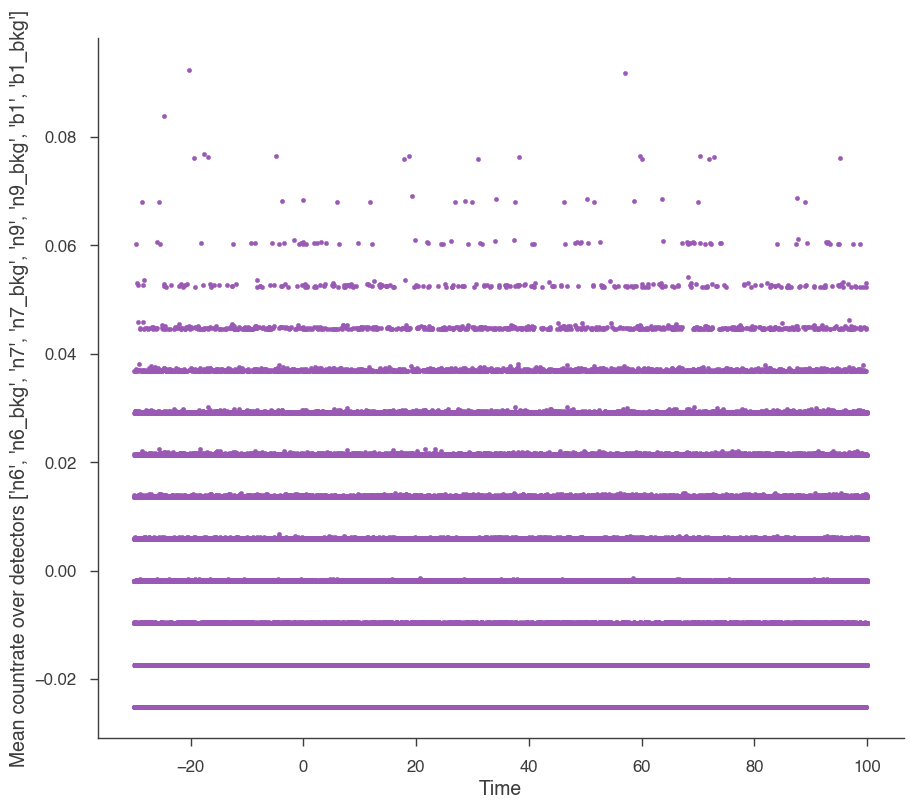 Mean countrate over detectors ['n6', 'n6_bkg', 'n7', 'n7_bkg', 'n9', 'n9_bkg', 'b1', 'b1_bkg']
0.08
0.06
0.04
0.02
0.00
−0.02
−20 0 20 40 60 80 100
Time